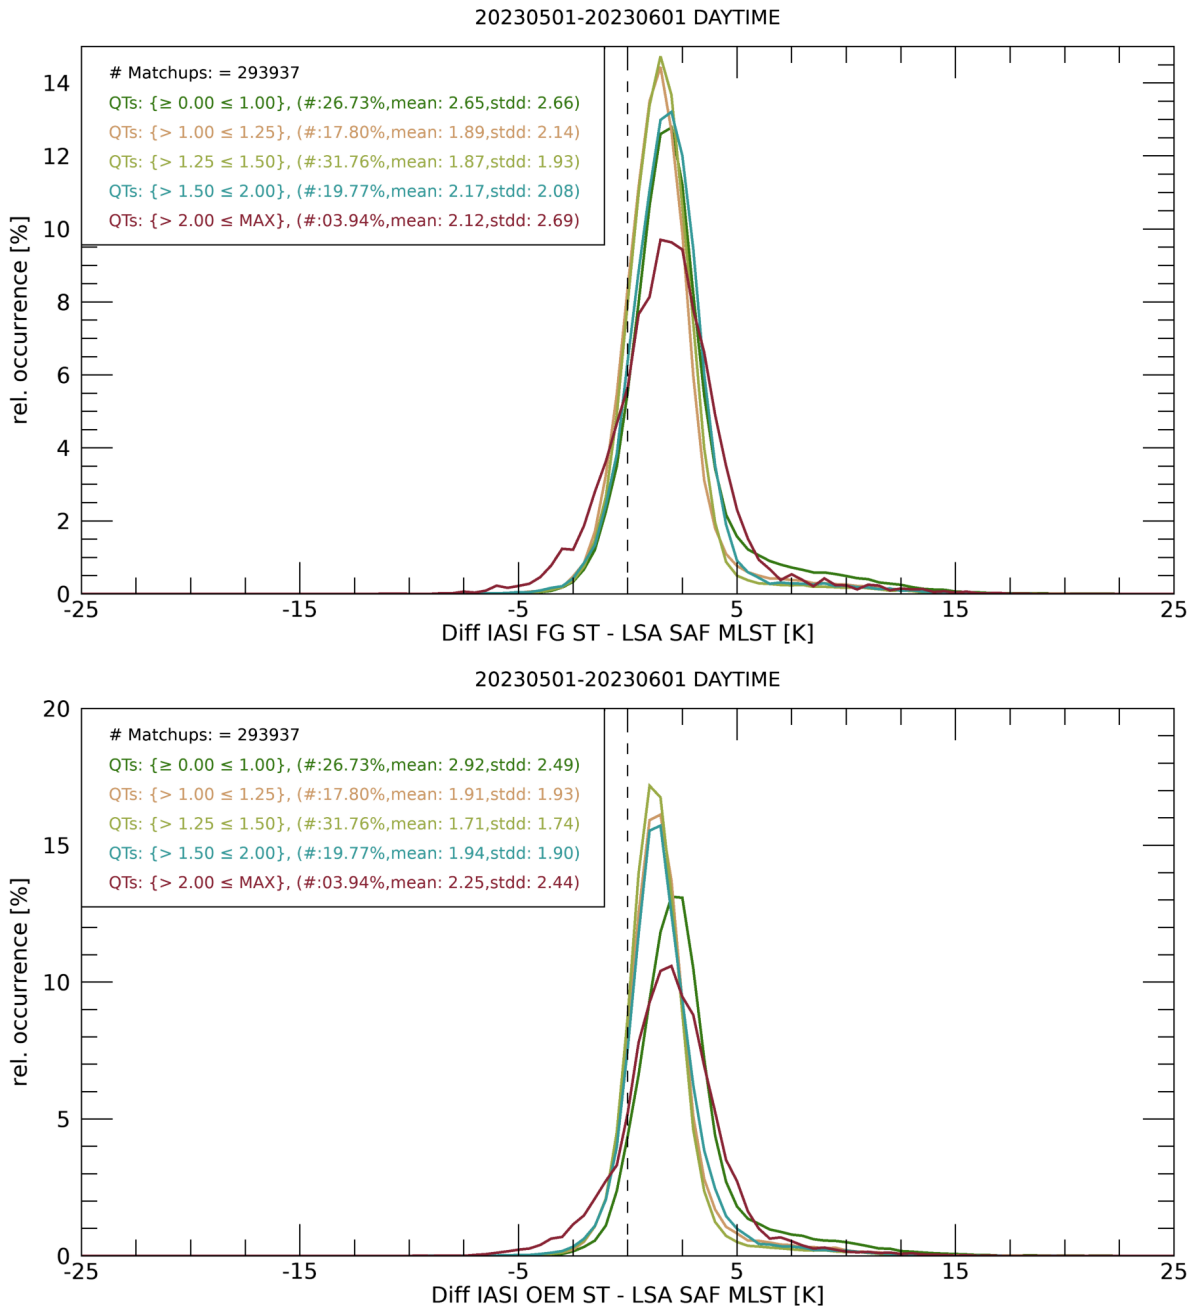 20230501-20230601 DAYTIME
# Matchups: = 293937
QTs: {≥ 0.00 ≤ 1.00}, (#:26.73%,mean: 2.65,stdd: 2.66)
QTs: {> 1.00 ≤ 1.25}, (#:17.80%,mean: 1.89,stdd: 2.14)
QTs: {> 1.25 ≤ 1.50}, (#:31.76%,mean: 1.87,stdd: 1.93)
QTs: {> 1.50 ≤ 2.00}, (#:19.77%,mean: 2.17,stdd: 2.08)
QTs: {> 2.00 ≤ MAX}, (#:03.94%,mean: 2.12,stdd: 2.69)
rel. occurrence [%]
14
12
10
8
6
4
2
0
-25 -15 -5 5 15 25
Diff IASI FG ST - LSA SAF MLST [K]
20230501-20230601 DAYTIME
# Matchups: = 293937
QTs: {≥ 0.00 ≤ 1.00}, (#:26.73%,mean: 2.92,stdd: 2.49)
QTs: {> 1.00 ≤ 1.25}, (#:17.80%,mean: 1.91,stdd: 1.93)
QTs: {> 1.25 ≤ 1.50}, (#:31.76%,mean: 1.71,stdd: 1.74)
QTs: {> 1.50 ≤ 2.00}, (#:19.77%,mean: 1.94,stdd: 1.90)
QTs: {> 2.00 ≤ MAX}, (#:03.94%,mean: 2.25,stdd: 2.44)
rel. occurrence [%]
20
15
10
5
0
-25 -15 -5 5 15 25
Diff IASI OEM ST - LSA SAF MLST [K]